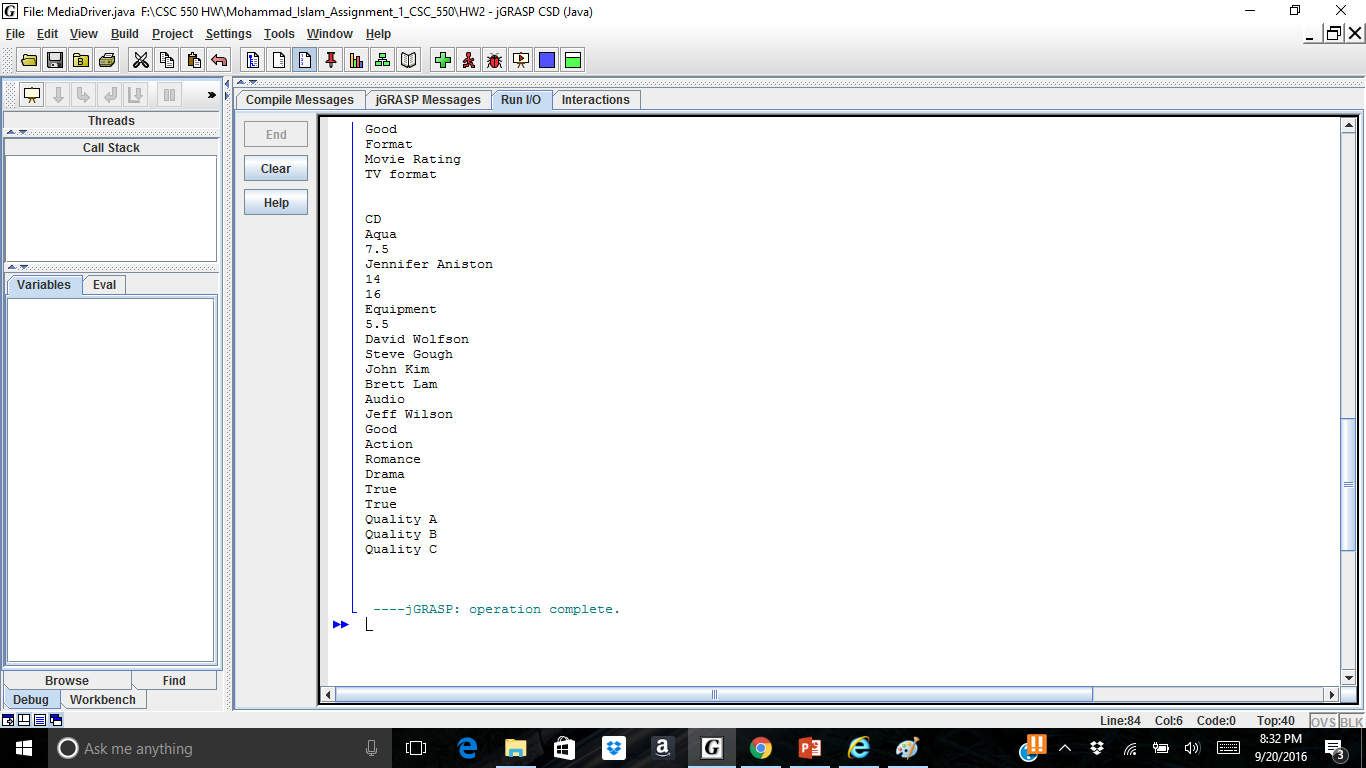 File: MediaDriver.java F:\CSC 550 HW\Mohammad_Islam_Assignment_1_CSC_550\HW2 - jGRASP CSD (Java)
File Edit View Build Project Settings Tools Window Help
Threads
Call Stack
Variables Eval
Browse Find
Debug Workbench
Compile Messages jGRASP Messages Run I/O Interactions
End
Clear
Help
Good
Format
Movie Rating
TV format
CD
Aqua
7.5
Jennifer Aniston
14
16
Equipment
5.5
David Wolfson
Steve Gough
John Kim
Brett Lam
Audio
Jeff Wilson
Good
Action
Romance
Drama
True
True
Quality A
Quality B
Quality C
----jGRASP: operation complete.
Line:84 Col:6 Code:0 Top:40 OVS BLK
Ask me anything
8:32 PM
9/20/2016
3